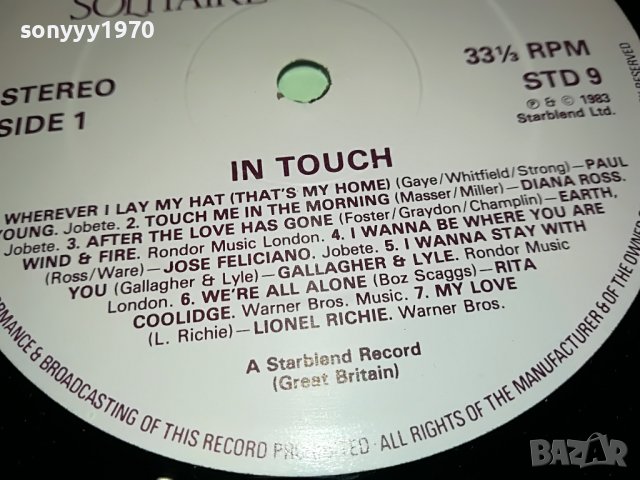 SOLITAIRE
sonyyy1970
STEREO
SIDE 1
33⅓ RPM
STD 9
℗ & © 1983
Starblend Ltd.
IN TOUCH
WHEREVER I LAY MY HAT (THAT'S MY HOME) (Gaye/Whitfield/Strong)—PAUL
YOUNG. Jobete. 2. TOUCH ME IN THE MORNING (Masser/Miller)—DIANA ROSS.
Jobete. 3. AFTER THE LOVE HAS GONE (Foster/Graydon/Champlin)—EARTH,
WIND & FIRE. Rondor Music London. 4. I WANNA BE WHERE YOU ARE
(Ross/Ware)—JOSE FELICIANO. Jobete. 5. I WANNA STAY WITH
YOU (Gallagher & Lyle)—GALLAGHER & LYLE. Rondor Music
London. 6. WE'RE ALL ALONE (Boz Scaggs)—RITA
COOLIDGE. Warner Bros. Music. 7. MY LOVE
(L. Richie)—LIONEL RICHIE. Warner Bros.
A Starblend Record
(Great Britain)
& BROADCASTING OF THIS RECORD PROHIBITED · ALL RIGHTS OF THE MANUFACTURER & OF THE OWNER
RESERVED
BAZAR